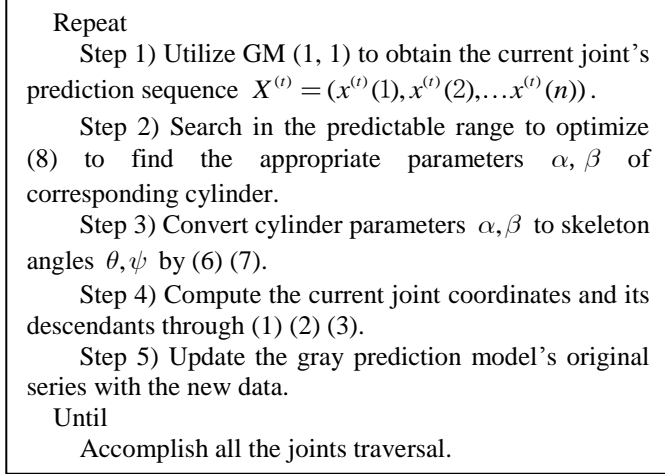 Repeat
Step 1) Utilize GM (1, 1) to obtain the current joint's
prediction sequence X^(t) = (x^(t)(1), x^(t)(2),…x^(t)(n)).
Step 2) Search in the predictable range to optimize
(8) to find the appropriate parameters α, β of
corresponding cylinder.
Step 3) Convert cylinder parameters α,β to skeleton
angles θ,ψ by (6) (7).
Step 4) Compute the current joint coordinates and its
descendants through (1) (2) (3).
Step 5) Update the gray prediction model's original
series with the new data.
Until
Accomplish all the joints traversal.